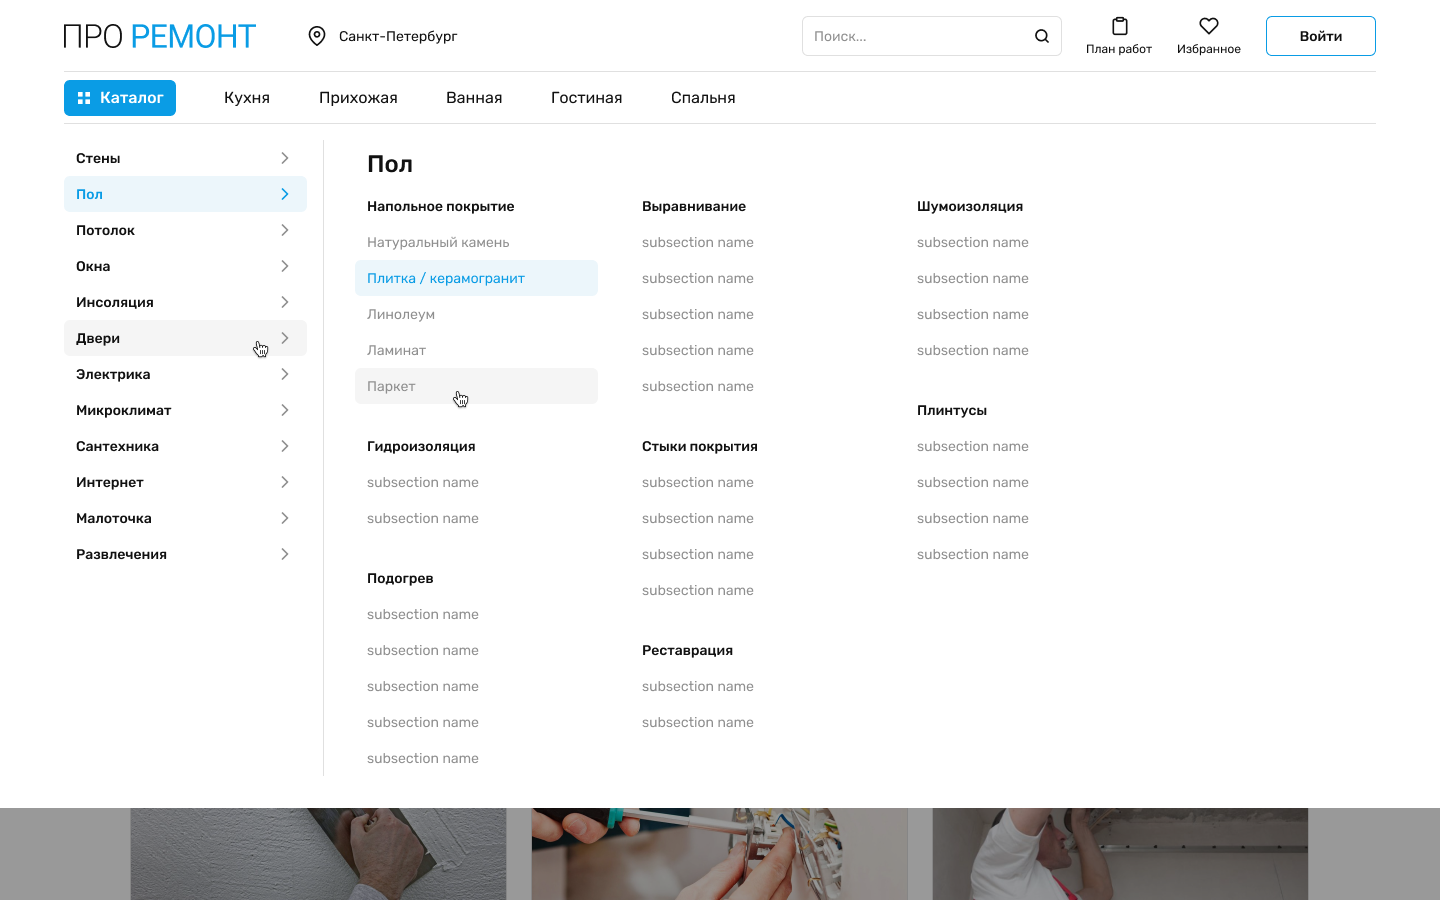 ПРО РЕМОНТ
Санкт-Петербург
Поиск...
План работ
Избранное
Войти
Каталог
Кухня
Прихожая
Ванная
Гостиная
Спальня
Стены
Пол
Потолок
Окна
Инсоляция
Двери
Электрика
Микроклимат
Сантехника
Интернет
Малоточка
Развлечения
Пол
Напольное покрытие
Натуральный камень
Плитка / керамогранит
Линолеум
Ламинат
Паркет
Гидроизоляция
subsection name
subsection name
Подогрев
subsection name
subsection name
subsection name
subsection name
subsection name
Выравнивание
subsection name
subsection name
subsection name
subsection name
subsection name
Стыки покрытия
subsection name
subsection name
subsection name
subsection name
Реставрация
subsection name
subsection name
Шумоизоляция
subsection name
subsection name
subsection name
subsection name
Плинтусы
subsection name
subsection name
subsection name
subsection name